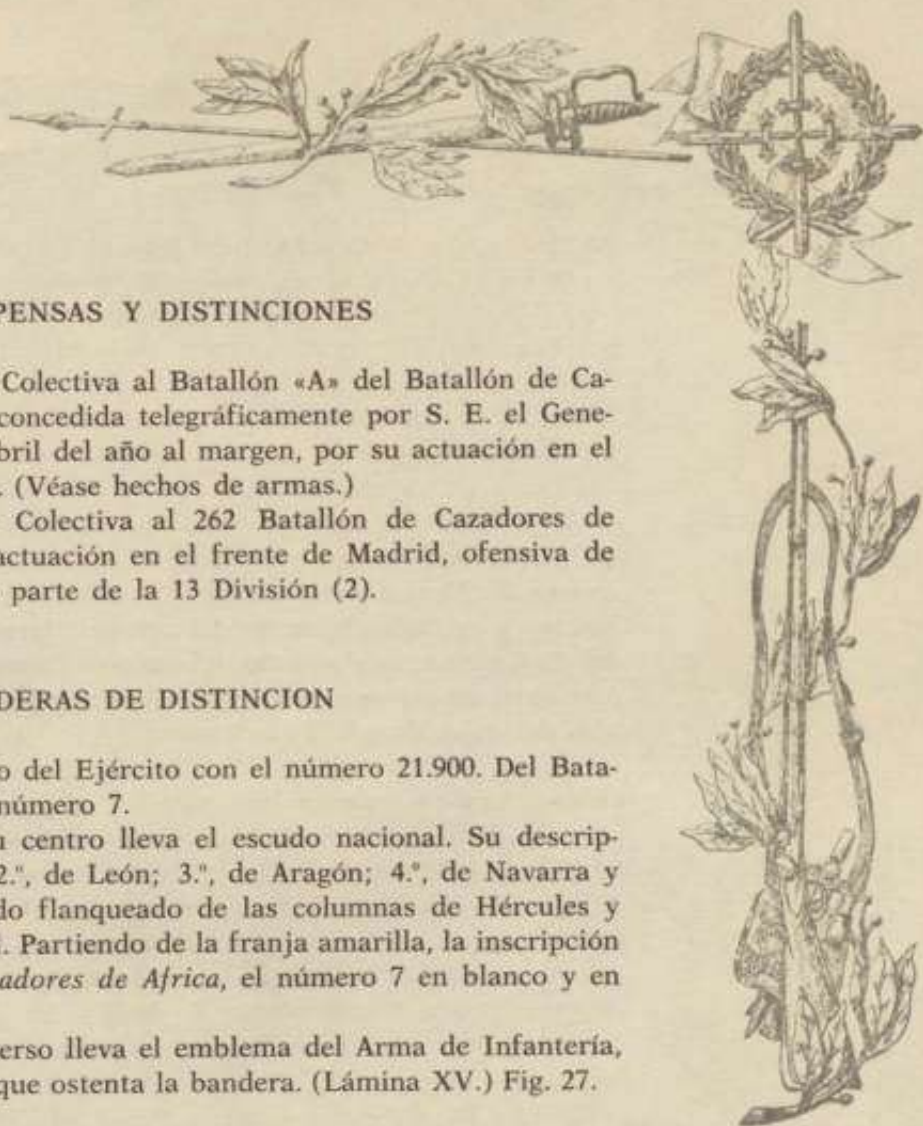 PENSAS Y DISTINCIONES
Colectiva al Batallón «A» del Batallón de Ca-
concedida telegráficamente por S. E. el Gene-
bril del año al margen, por su actuación en el
. (Véase hechos de armas.)
Colectiva al 262 Batallón de Cazadores de
actuación en el frente de Madrid, ofensiva de
parte de la 13 División (2).
DERAS DE DISTINCION
o del Ejército con el número 21.900. Del Bata-
número 7.
u centro lleva el escudo nacional. Su descrip-
2.º, de León; 3.º, de Aragón; 4.º, de Navarra y
do flanqueado de las columnas de Hércules y
l. Partiendo de la franja amarilla, la inscripción
adores de Africa, el número 7 en blanco y en
erso lleva el emblema del Arma de Infantería,
que ostenta la bandera. (Lámina XV.) Fig. 27.